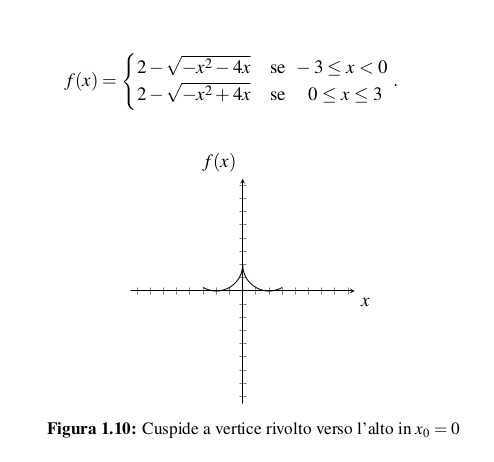 f(x) = { 2 − √(−x² − 4x) se − 3 ≤ x < 0
2 − √(−x² + 4x) se 0 ≤ x ≤ 3 .
f(x)
x
Figura 1.10: Cuspide a vertice rivolto verso l'alto in x₀ = 0